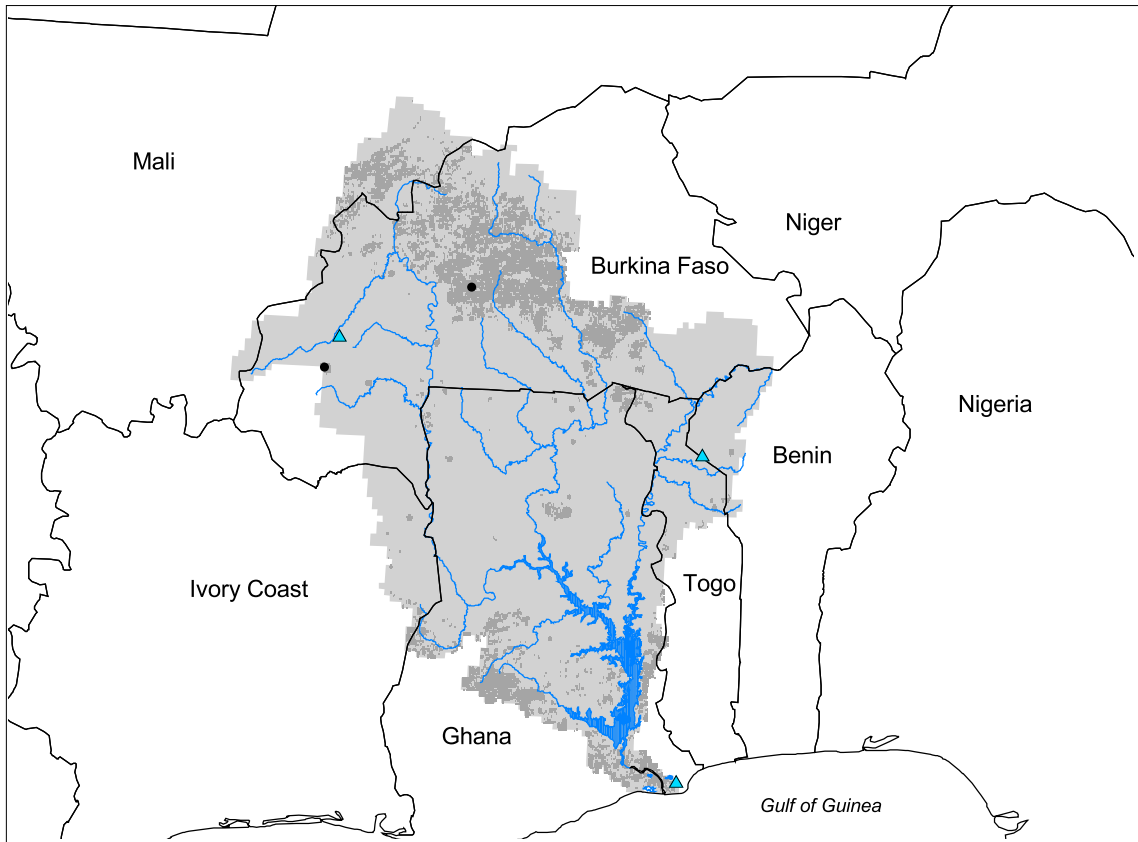 Mali
Niger
Burkina Faso
Nigeria
Benin
Ivory Coast
Togo
Ghana
Gulf of Guinea